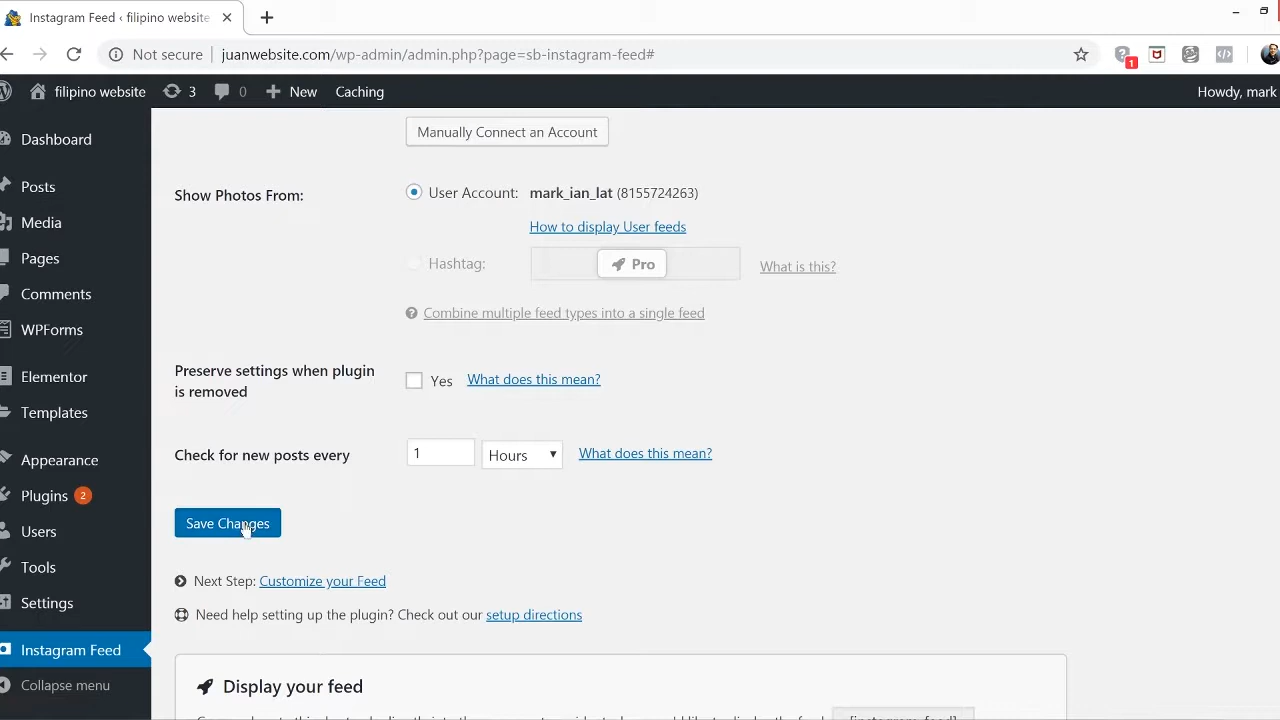 Instagram Feed ‹ filipino website
Not secure
juanwebsite.com/wp-admin/admin.php?page=sb-instagram-feed#
1
filipino website
3
0
New
Caching
Howdy, mark
Dashboard
Posts
Media
Pages
Comments
WPForms
Elementor
Templates
Appearance
Plugins 2
Users
Tools
Settings
Instagram Feed
Collapse menu
Manually Connect an Account
Show Photos From:
User Account: mark_ian_lat (8155724263)
How to display User feeds
Hashtag:
Pro
What is this?
Combine multiple feed types into a single feed
Preserve settings when plugin
is removed
Yes
What does this mean?
Check for new posts every
1
Hours
What does this mean?
Save Changes
Next Step: Customize your Feed
Need help setting up the plugin? Check out our setup directions
Display your feed